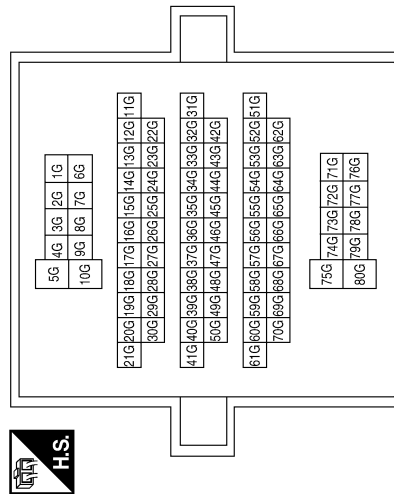 H.S.
5G 4G 3G 2G 1G
10G 9G 8G 7G 6G
21G 20G 19G 18G 17G 16G 15G 14G 13G 12G 11G
30G 29G 28G 27G 26G 25G 24G 23G 22G
41G 40G 39G 38G 37G 36G 35G 34G 33G 32G 31G
50G 49G 48G 47G 46G 45G 44G 43G 42G
61G 60G 59G 58G 57G 56G 55G 54G 53G 52G 51G
70G 69G 68G 67G 66G 65G 64G 63G 62G
75G 74G 73G 72G 71G
80G 79G 78G 77G 76G